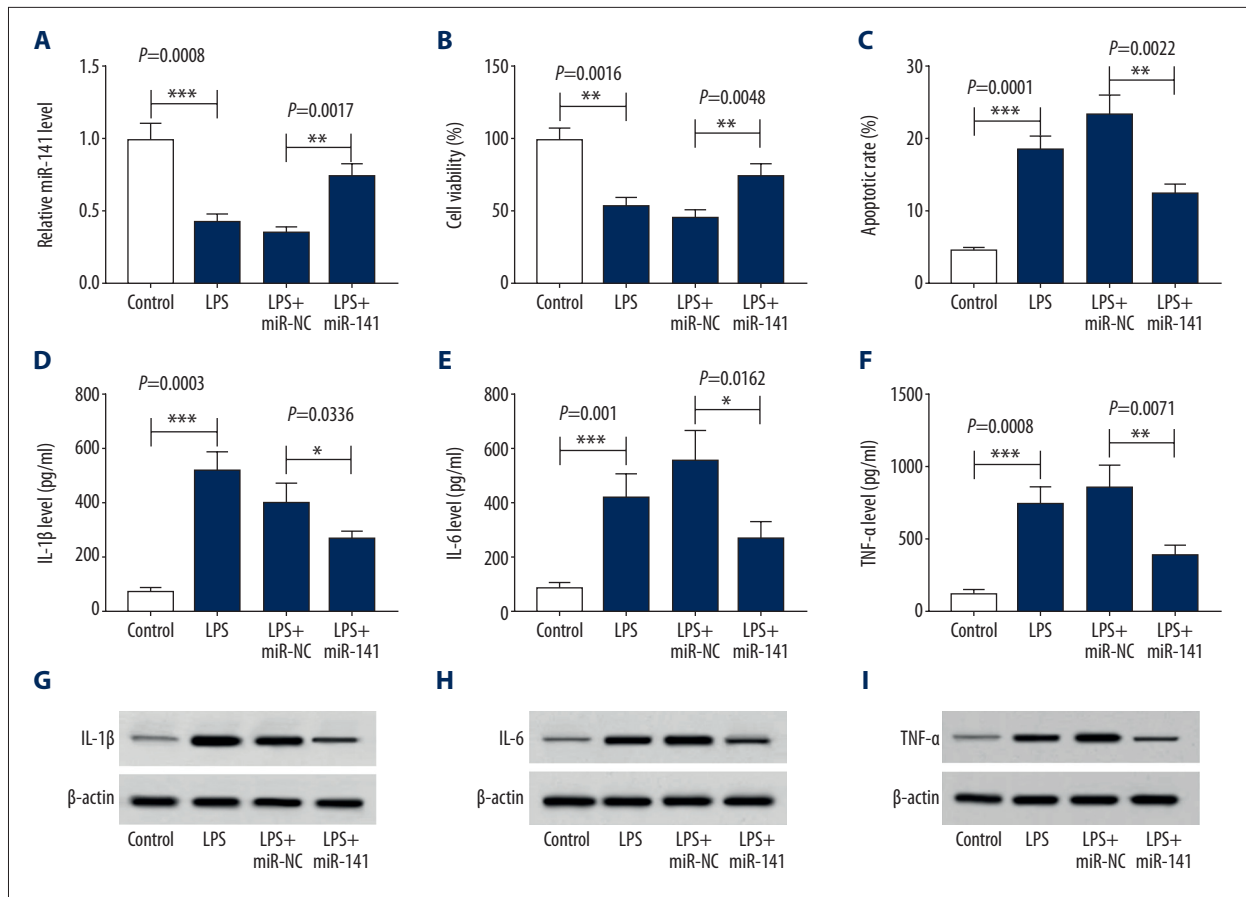 A
P=0.0008
P=0.0017
***
**
Relative miR-141 level
1.5
1.0
0.5
0.0
Control
LPS
LPS+
miR-NC
LPS+
miR-141
B
P=0.0016
P=0.0048
**
**
Cell viability (%)
150
100
50
0
Control
LPS
LPS+
miR-NC
LPS+
miR-141
C
P=0.0022
P=0.0001
**
***
Apoptotic rate (%)
30
20
10
0
Control
LPS
LPS+
miR-NC
LPS+
miR-141
D
P=0.0003
P=0.0336
***
*
IL-1β level (pg/ml)
800
600
400
200
0
Control
LPS
LPS+
miR-NC
LPS+
miR-141
E
P=0.0162
P=0.001
*
***
IL-6 level (pg/ml)
800
600
400
200
0
Control
LPS
LPS+
miR-NC
LPS+
miR-141
F
P=0.0071
P=0.0008
**
***
TNF-α level (pg/ml)
1500
1000
500
0
Control
LPS
LPS+
miR-NC
LPS+
miR-141
G
IL-1β
β-actin
Control
LPS
LPS+
miR-NC
LPS+
miR-141
H
IL-6
β-actin
Control
LPS
LPS+
miR-NC
LPS+
miR-141
I
TNF-α
β-actin
Control
LPS
LPS+
miR-NC
LPS+
miR-141